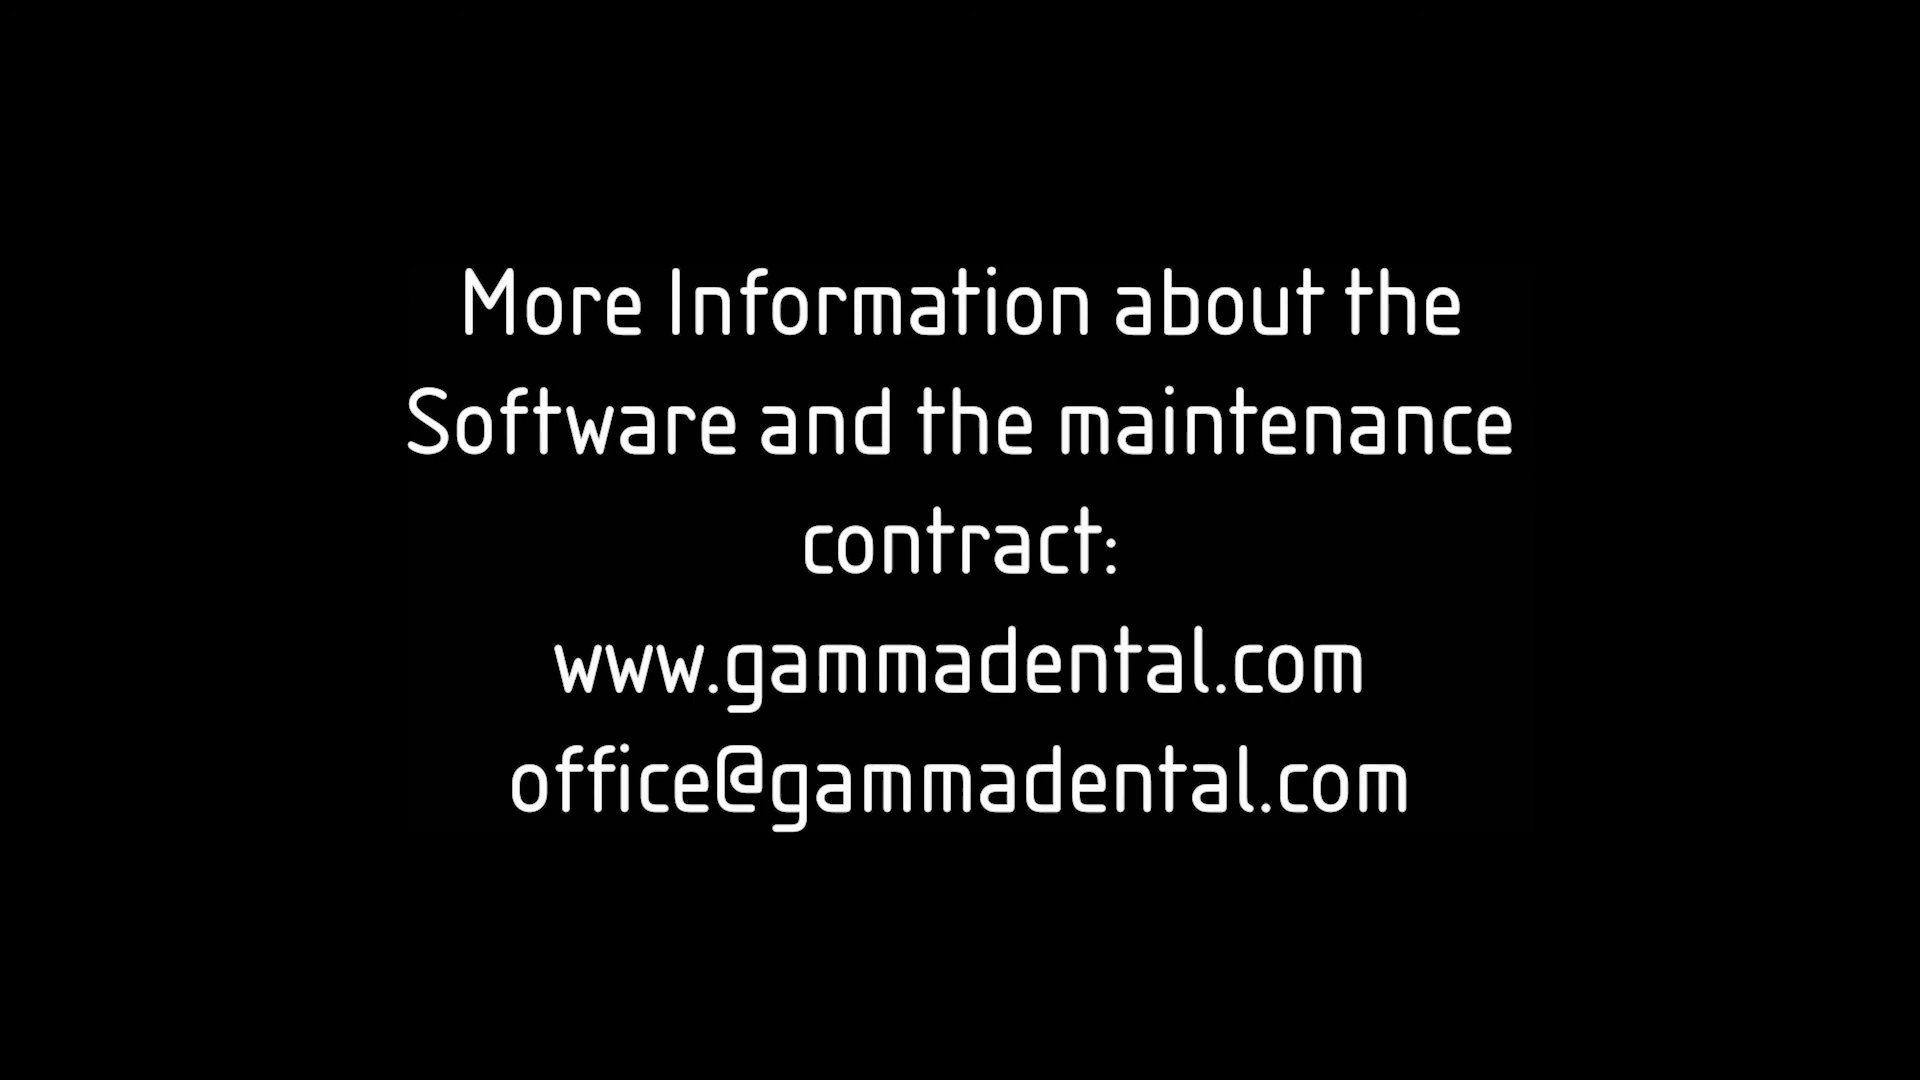 More Information about the
Software and the maintenance
contract:
www.gammadental.com
office@gammadental.com